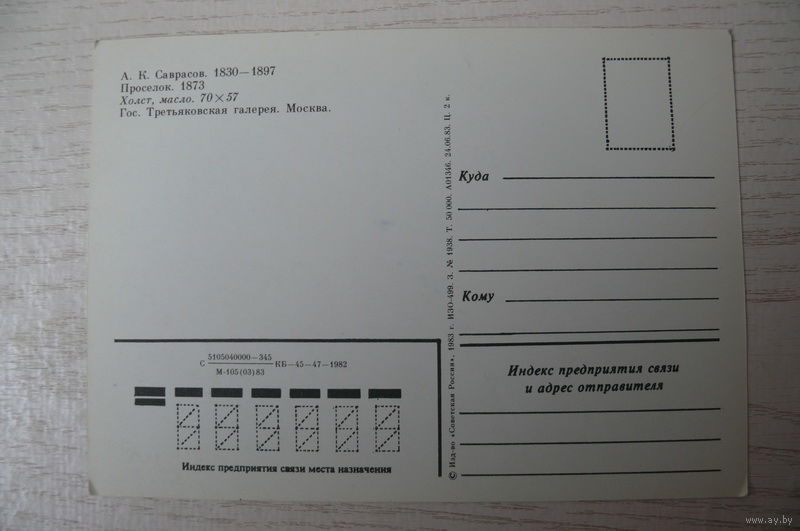 А. К. Саврасов. 1830—1897
Проселок. 1873
Холст, масло. 70×57
Гос. Третьяковская галерея. Москва.
Куда
Кому
© Изд-во «Советская Россия», 1983 г. ИЗО-499. З. № 1938. Т. 50 000. А01346. 24.06.83. Ц. 2 к.
5105040000—345
С КБ—45—47—1982
М-105(03)83
Индекс предприятия связи места назначения
Индекс предприятия связи
и адрес отправителя
www.ay.by